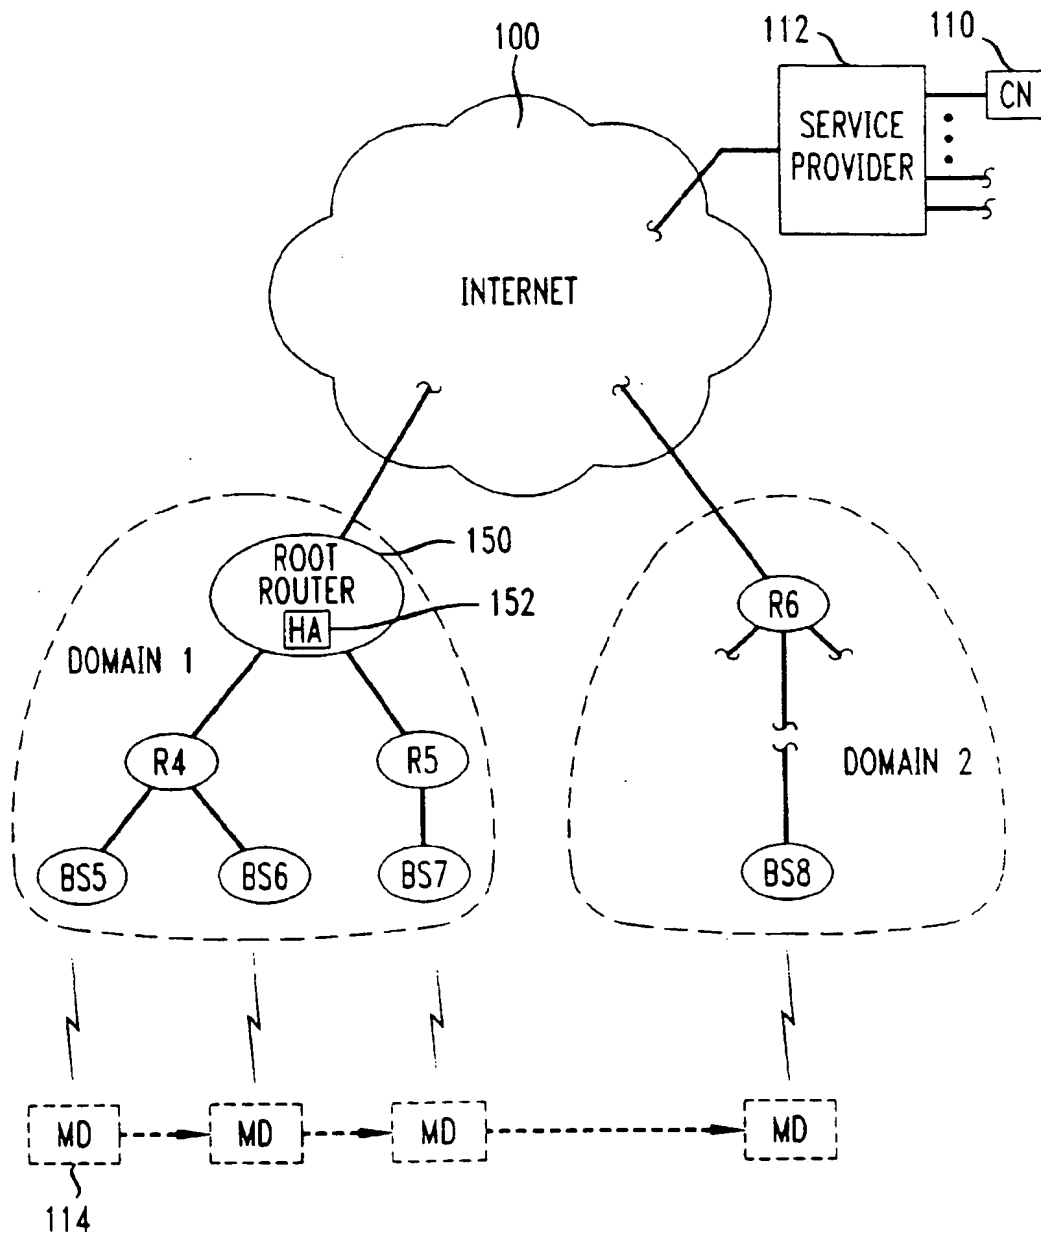 100
112
110
CN
SERVICE
PROVIDER
INTERNET
ROOT
ROUTER
HA
150
152
R6
DOMAIN 1
R4
R5
DOMAIN 2
BS5
BS6
BS7
BS8
MD
MD
MD
MD
114